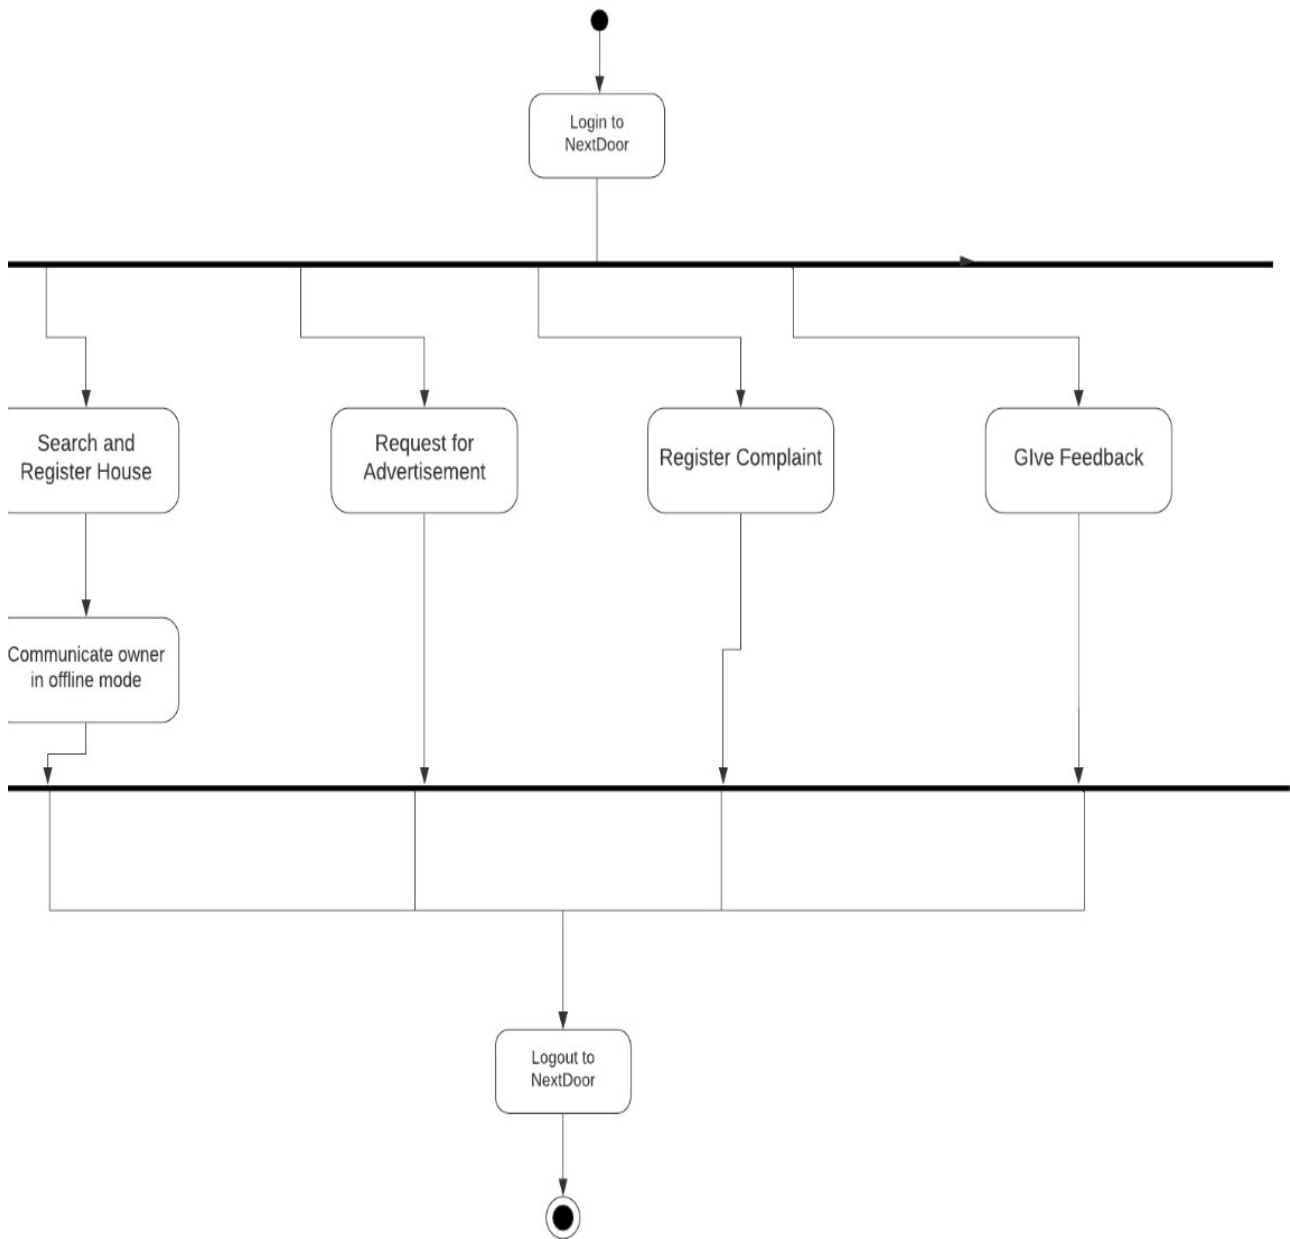 Login to
NextDoor
Search and
Register House
Request for
Advertisement
Register Complaint
GIve Feedback
Communicate owner
in offline mode
Logout to
NextDoor